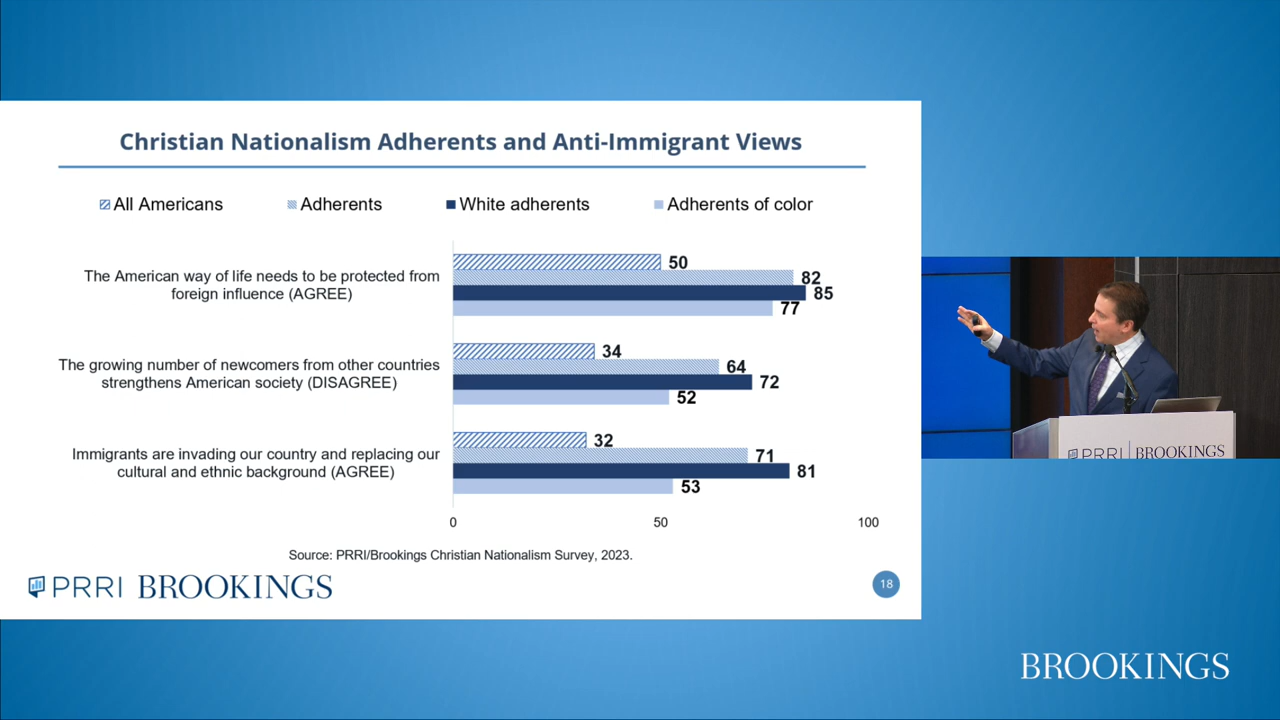 Christian Nationalism Adherents and Anti-Immigrant Views
All Americans
Adherents
White adherents
Adherents of color
The American way of life needs to be protected from
foreign influence (AGREE)
50
82
85
77
The growing number of newcomers from other countries
strengthens American society (DISAGREE)
34
64
72
52
Immigrants are invading our country and replacing our
cultural and ethnic background (AGREE)
32
71
81
53
0
50
100
Source: PRRI/Brookings Christian Nationalism Survey, 2023.
PRRI BROOKINGS
18
PRRI BROOKINGS
BROOKINGS